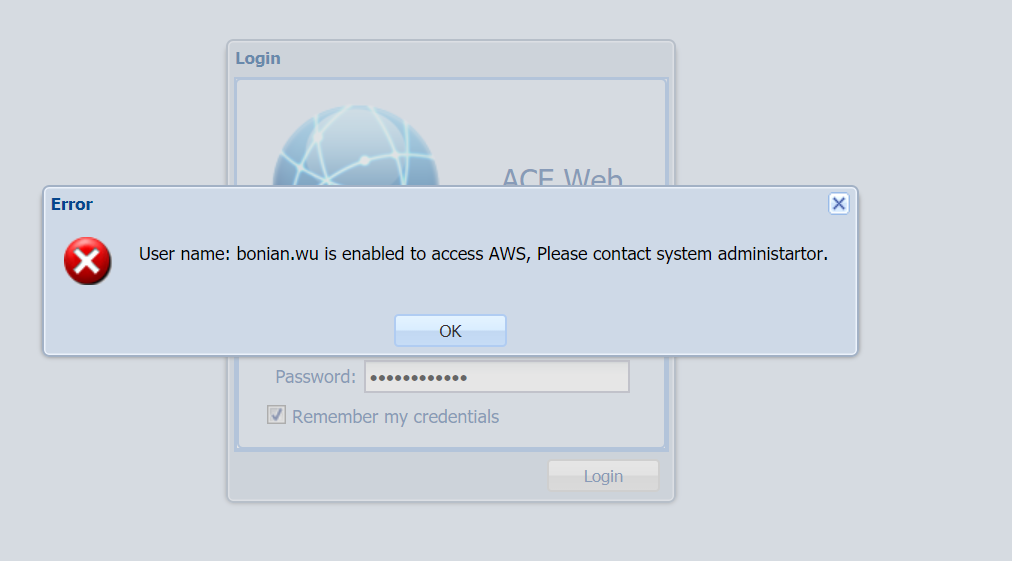 Login
ACE Web
Error
User name: bonian.wu is enabled to access AWS, Please contact system administartor.
OK
Password: ••••••••••••
Remember my credentials
Login